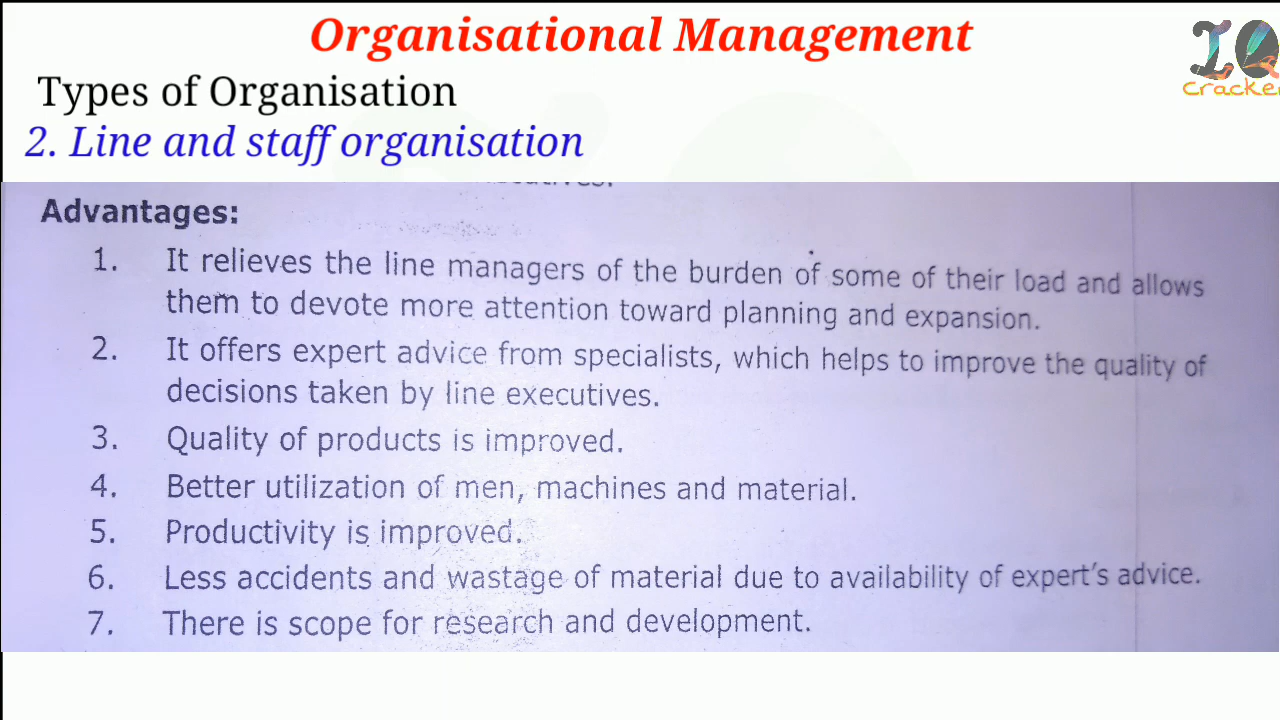 Organisational Management
IQ
Cracker
Types of Organisation
2. Line and staff organisation
Advantages:
1. It relieves the line managers of the burden of some of their load and allows
them to devote more attention toward planning and expansion.
2. It offers expert advice from specialists, which helps to improve the quality of
decisions taken by line executives.
3. Quality of products is improved.
4. Better utilization of men, machines and material.
5. Productivity is improved.
6. Less accidents and wastage of material due to availability of expert's advice.
7. There is scope for research and development.